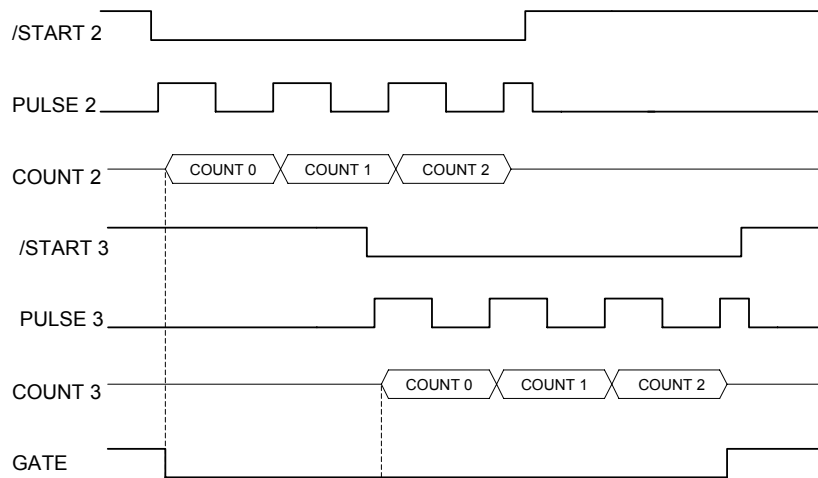 /START 2
PULSE 2
COUNT 2
COUNT 0 COUNT 1 COUNT 2
/START 3
PULSE 3
COUNT 3
COUNT 0 COUNT 1 COUNT 2
GATE